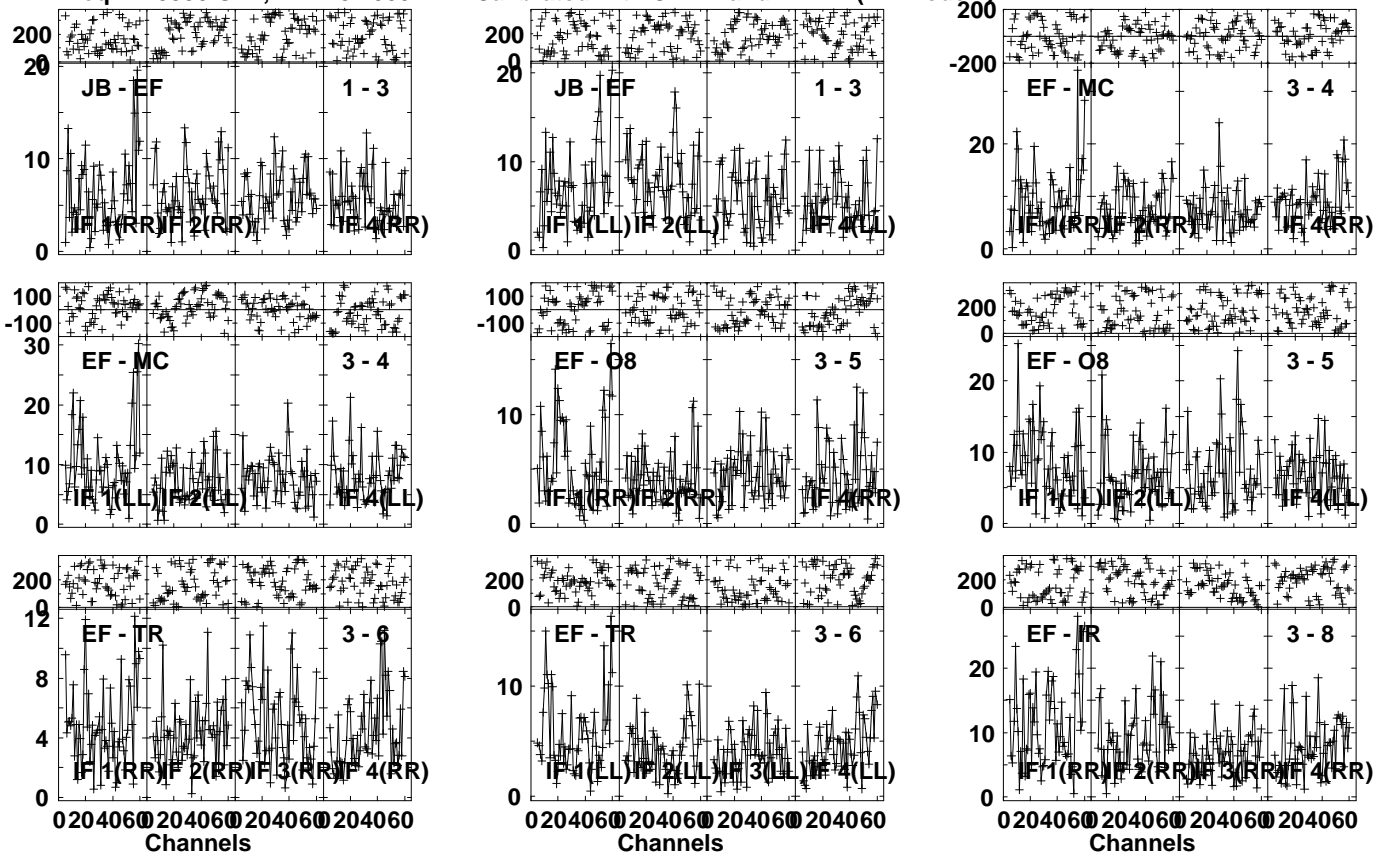 200
0
20
10
0
JB - EF 1 - 3
IF 1(RR) IF 2(RR) IF 4(RR)
200
0
20
10
0
JB - EF 1 - 3
IF 1(LL) IF 2(LL) IF 4(LL)
200
-200
20
0
EF - MC 3 - 4
IF 1(RR) IF 2(RR) IF 4(RR)
100
-100
30
20
10
0
EF - MC 3 - 4
IF 1(LL) IF 2(LL) IF 4(LL)
100
-100
10
0
EF - O8 3 - 5
IF 1(RR) IF 2(RR) IF 4(RR)
200
0
20
10
0
EF - O8 3 - 5
IF 1(LL) IF 2(LL) IF 4(LL)
200
0
12
8
4
0
EF - TR 3 - 6
IF 1(RR) IF 2(RR) IF 3(RR) IF 4(RR)
0 20 40 60 0 20 40 60 0 20 40 60 0 20 40 60
Channels
200
0
10
0
EF - TR 3 - 6
IF 1(LL) IF 2(LL) IF 3(LL) IF 4(LL)
0 20 40 60 0 20 40 60 0 20 40 60 0 20 40 60
Channels
200
0
20
10
0
EF - IR 3 - 8
IF 1(RR) IF 2(RR) IF 3(RR) IF 4(RR)
0 20 40 60 0 20 40 60 0 20 40 60 0 20 40 60
Channels